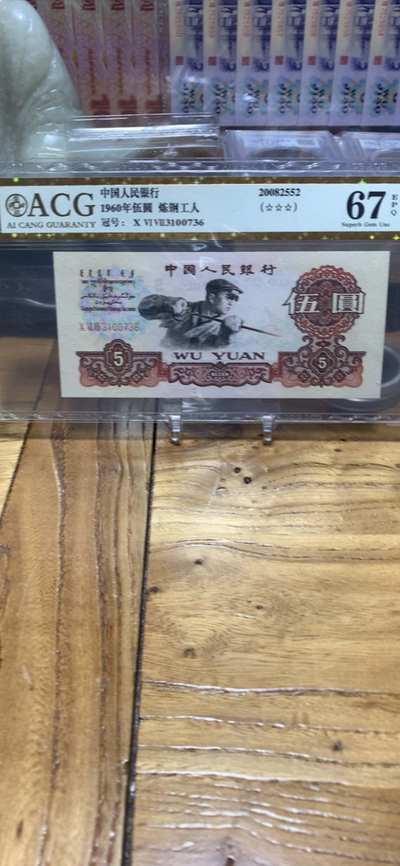 ACG
AI CANG GUARANTY
中国人民银行
1960年伍圆 炼钢工人
冠号: X VI VII3100736
20082552
(☆☆☆)
67
EPQ
Superb Gem Unc
中国人民银行
伍圆
3100736
5
WU YUAN
5